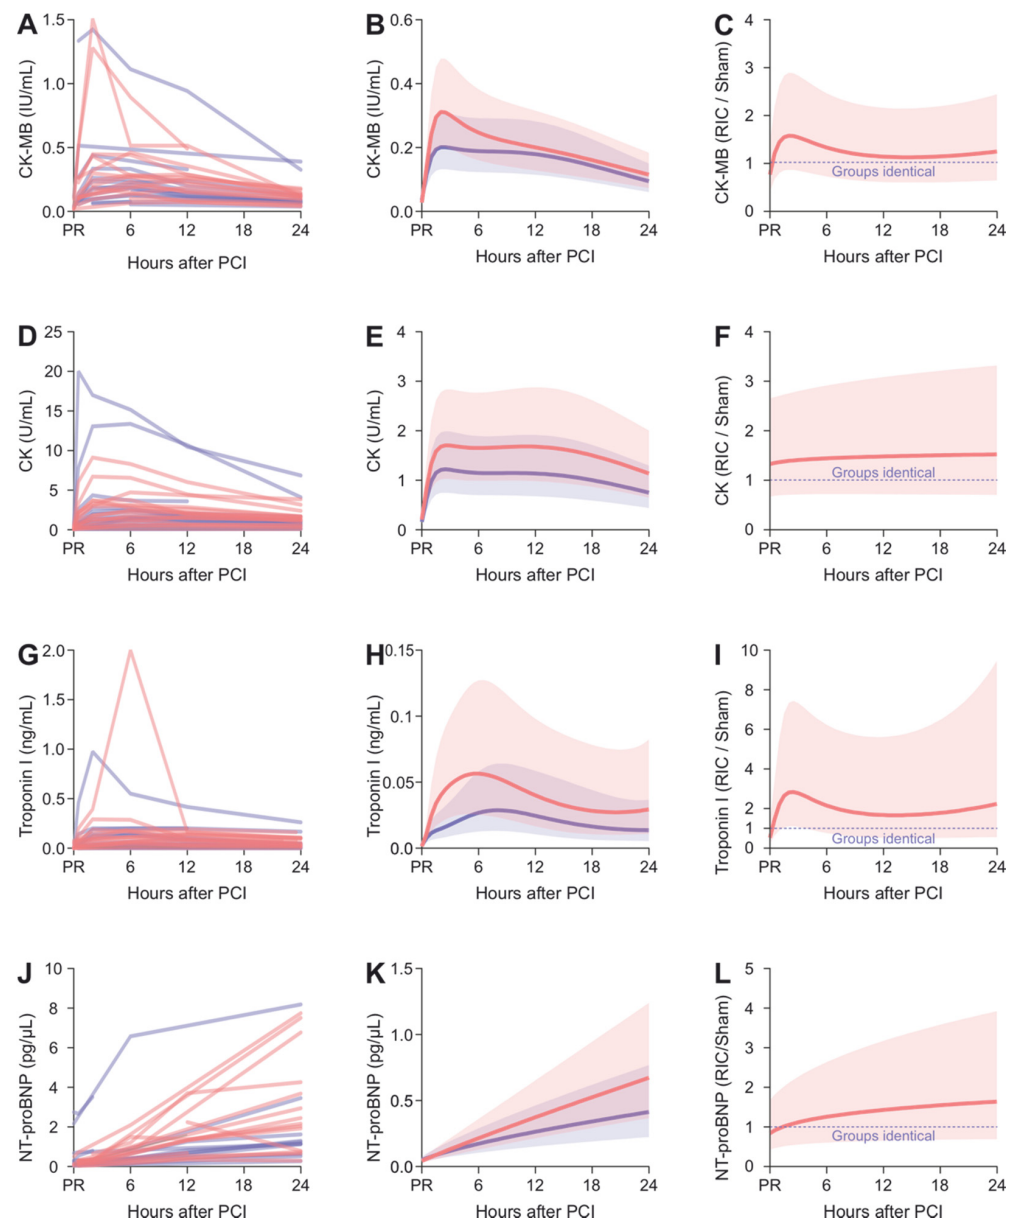 A
CK-MB (IU/mL)
1.5
1.0
0.5
0.0
PR 6 12 18 24
Hours after PCI
B
CK-MB (IU/mL)
0.6
0.4
0.2
0.0
PR 6 12 18 24
Hours after PCI
C
CK-MB (RIC / Sham)
4
3
2
1
0
Groups identical
PR 6 12 18 24
Hours after PCI
D
CK (U/mL)
25
20
15
10
5
0
PR 6 12 18 24
Hours after PCI
E
CK (U/mL)
4
3
2
1
0
PR 6 12 18 24
Hours after PCI
F
CK (RIC / Sham)
4
3
2
1
0
Groups identical
PR 6 12 18 24
Hours after PCI
G
Troponin I (ng/mL)
2.0
1.5
1.0
0.5
0.0
PR 6 12 18 24
Hours after PCI
H
Troponin I (ng/mL)
0.15
0.1
0.05
0.0
PR 6 12 18 24
Hours after PCI
I
Troponin I (RIC / Sham)
10
8
6
4
2
1
0
Groups identical
PR 6 12 18 24
Hours after PCI
J
NT-proBNP (pg/µL)
10
8
6
4
2
0
PR 6 12 18 24
Hours after PCI
K
NT-proBNP (pg/µL)
1.5
1.0
0.5
0.0
PR 6 12 18 24
Hours after PCI
L
NT-proBNP (RIC/Sham)
5
4
3
2
1
0
Groups identical
PR 6 12 18 24
Hours after PCI